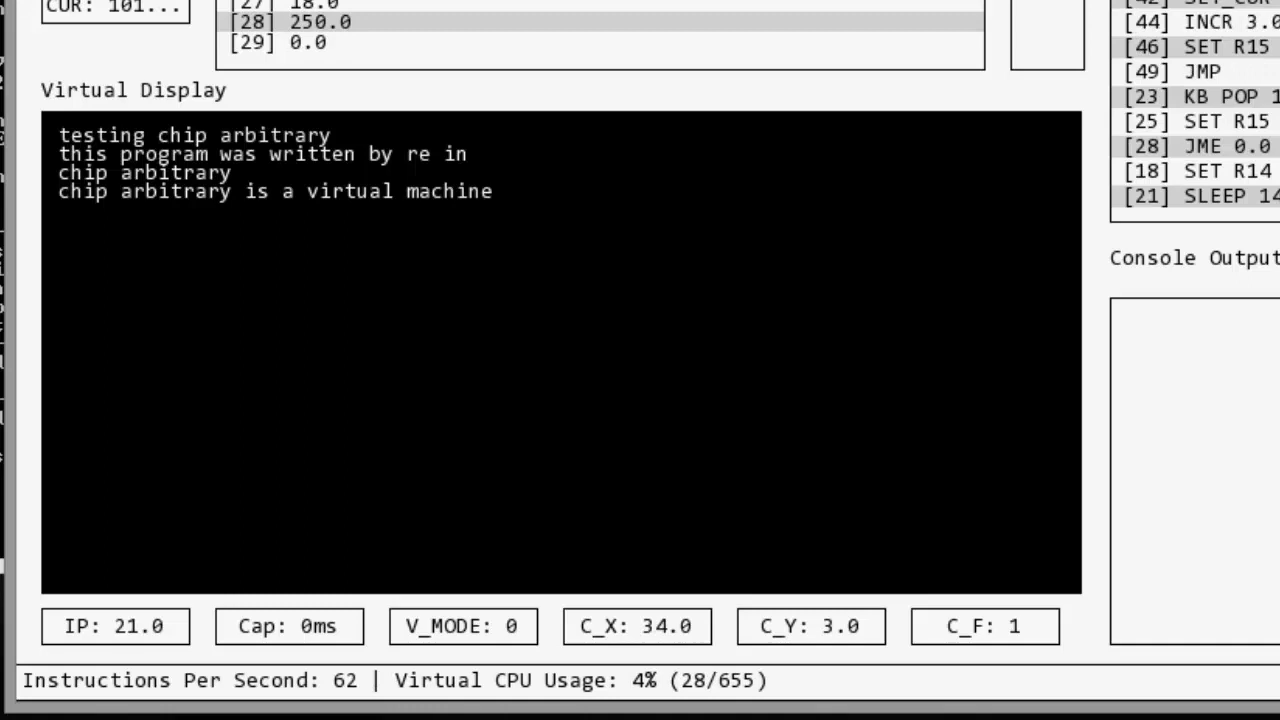 CUR: 101...
[27] 18.0
[28] 250.0
[29] 0.0
[42] SET_CUR
[44] INCR 3.0
[46] SET R15
[49] JMP
[23] KB POP 1
[25] SET R15
[28] JME 0.0
[18] SET R14
[21] SLEEP 14
Virtual Display
testing chip arbitrary
this program was written by re in
chip arbitrary
chip arbitrary is a virtual machine
Console Output
IP: 21.0
Cap: 0ms
V_MODE: 0
C_X: 34.0
C_Y: 3.0
C_F: 1
Instructions Per Second: 62 | Virtual CPU Usage: 4% (28/655)